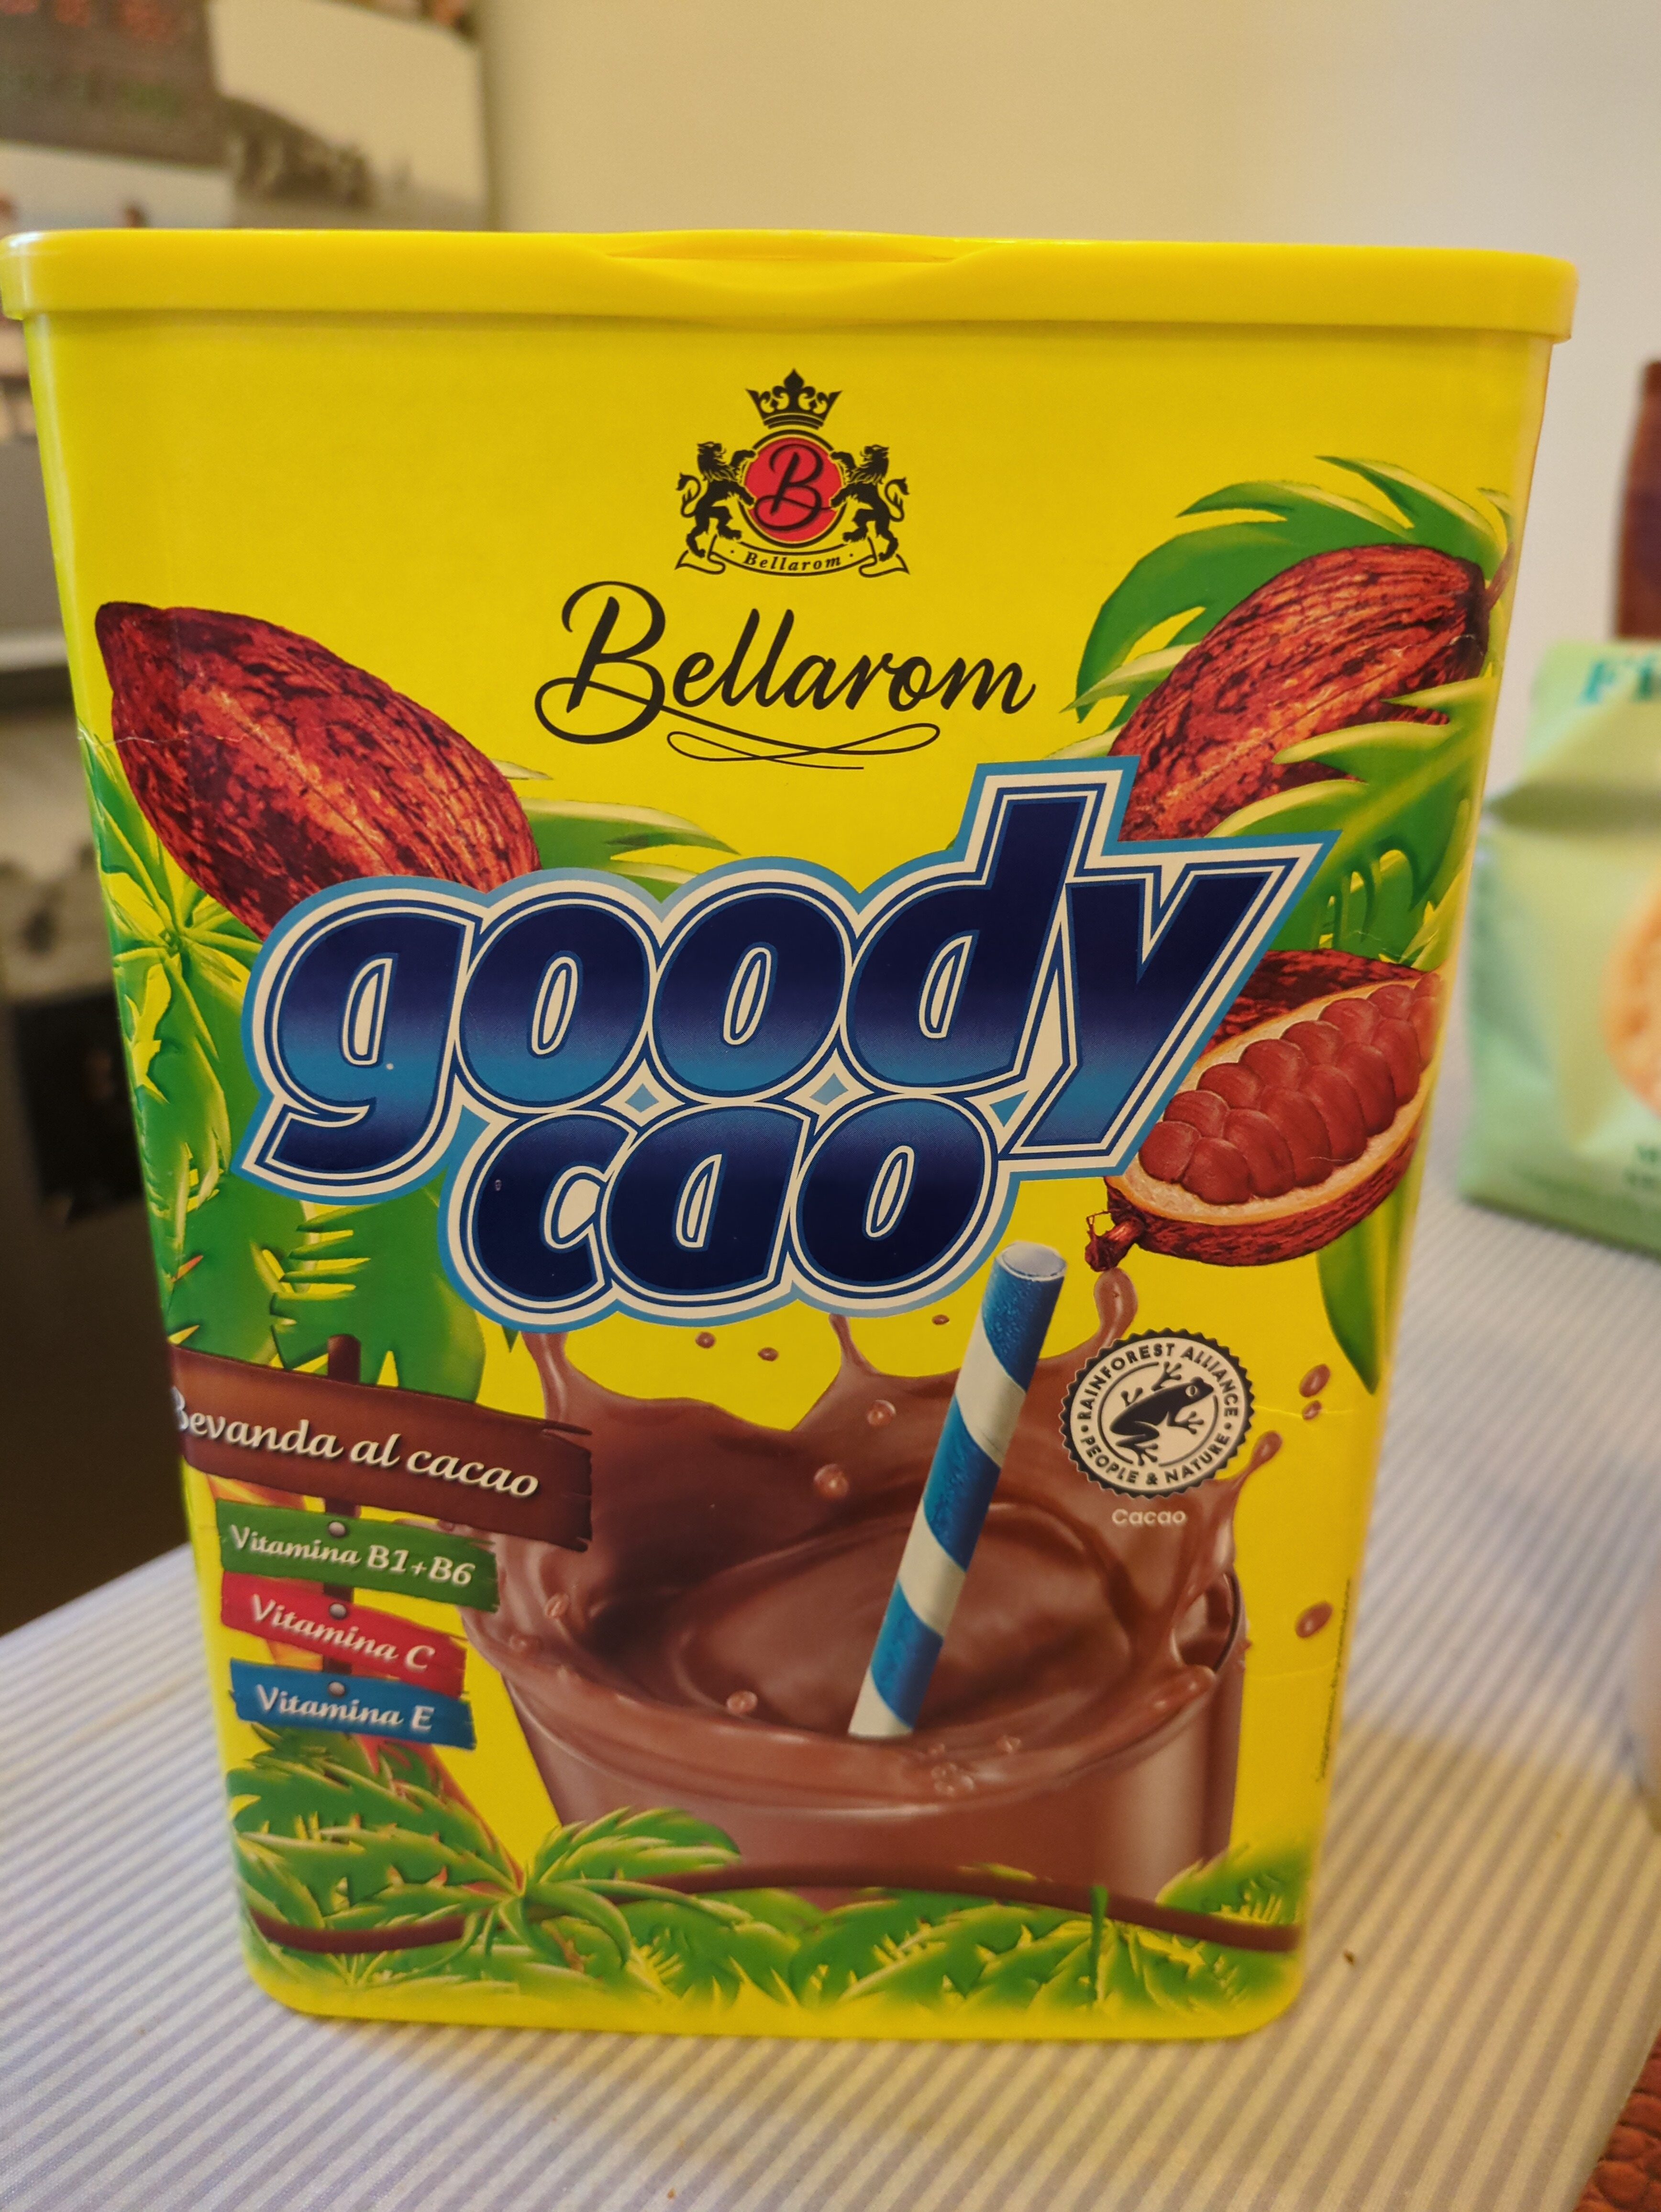 B
Bellarom
Bellarom
goody
cao
RAINFOREST ALLIANCE
PEOPLE & NATURE
Cacao
Bevanda al cacao
Vitamina B1+B6
Vitamina C
Vitamina E